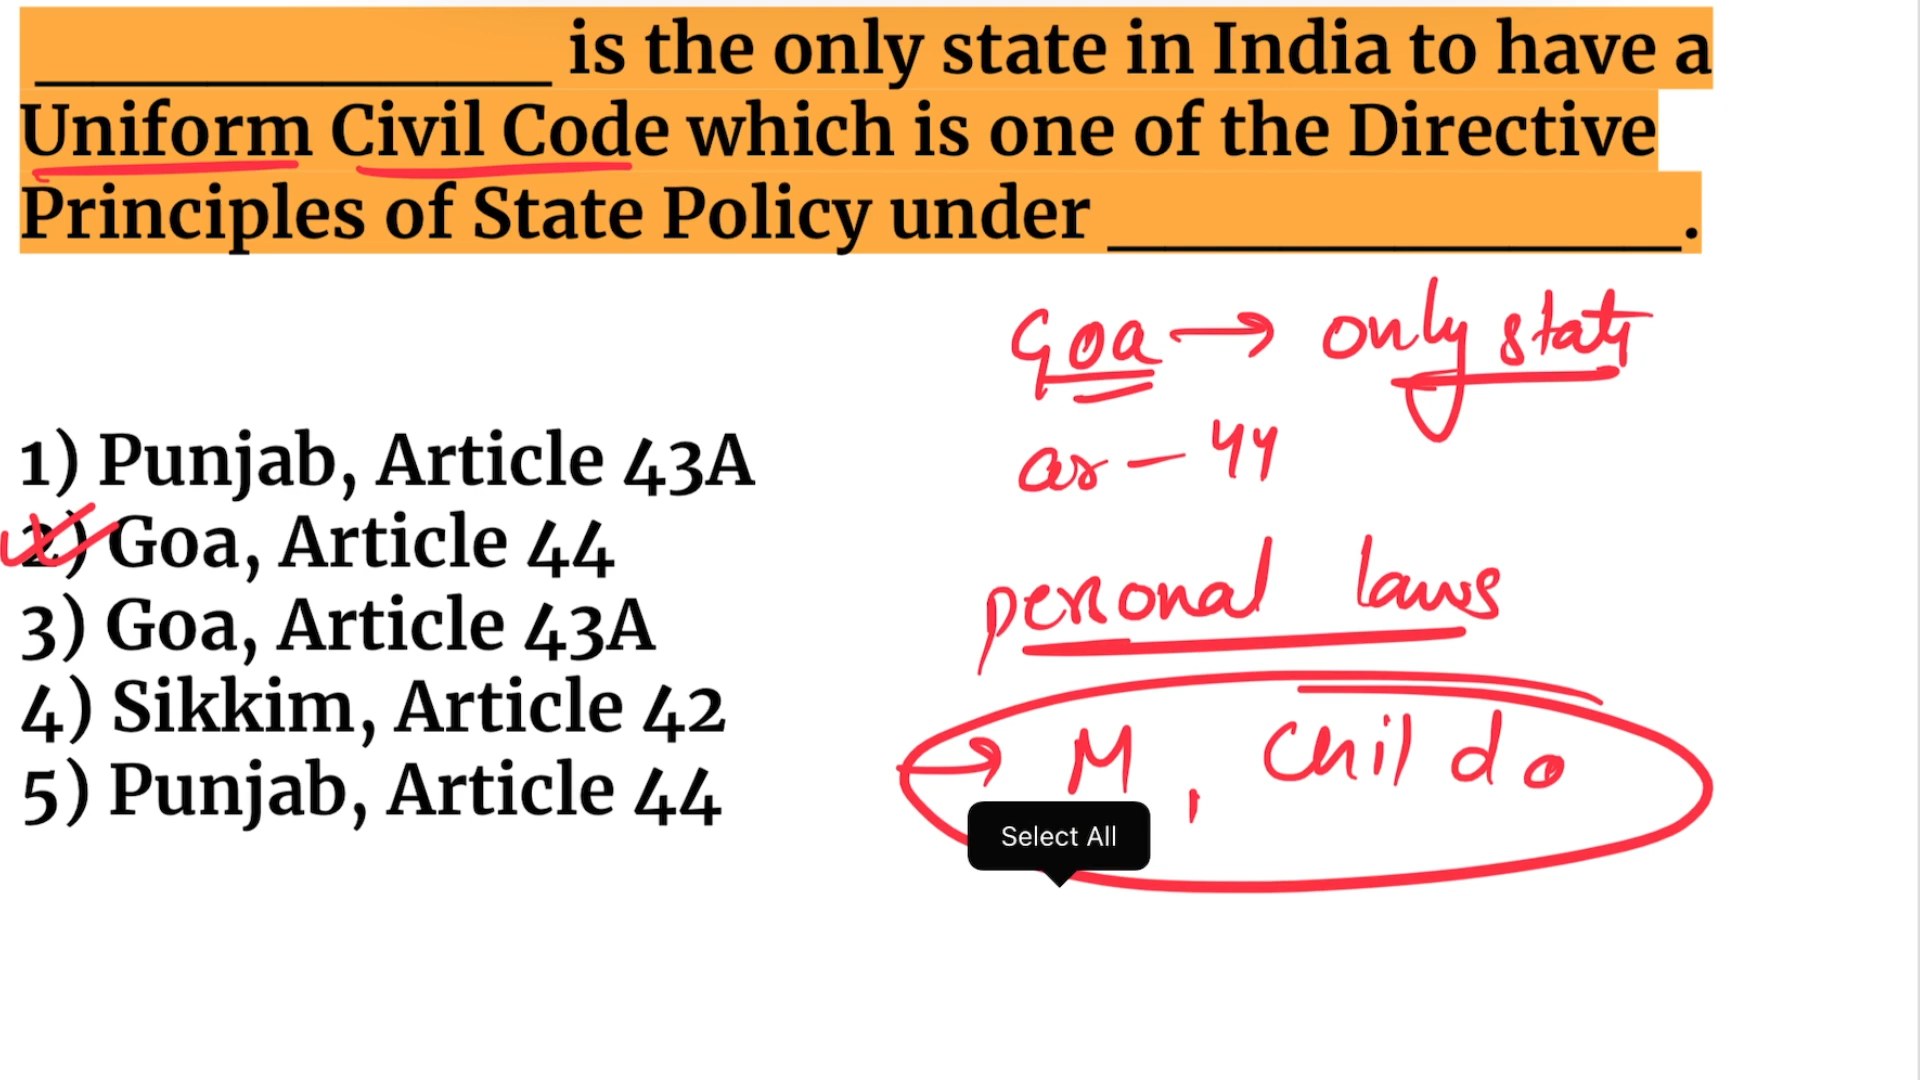 ______________ is the only state in India to have a
Uniform Civil Code which is one of the Directive
Principles of State Policy under ________________.
Goa → only state
ar - 44
1) Punjab, Article 43A
2) Goa, Article 44
3) Goa, Article 43A
4) Sikkim, Article 42
5) Punjab, Article 44
personal laws
→ M, Child
Select All